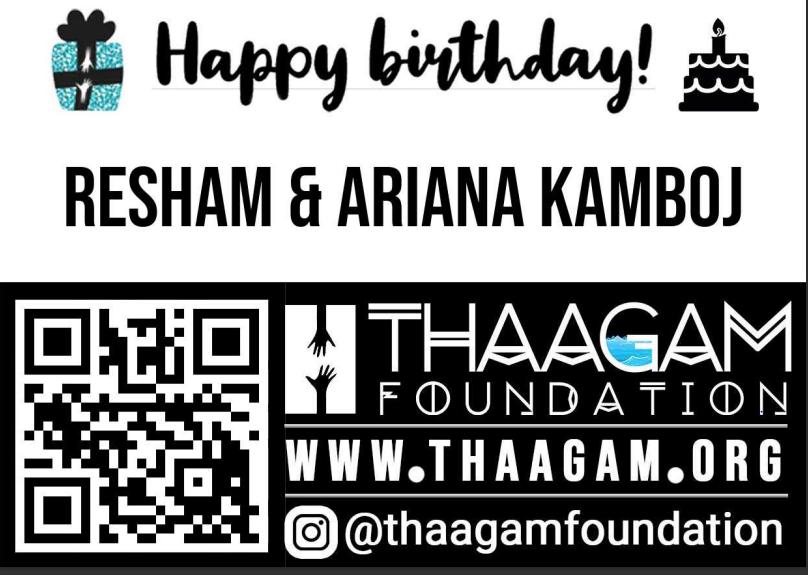 Happy birthday!
RESHAM & ARIANA KAMBOJ
THAAGAM
FOUNDATION
WWW.THAAGAM.ORG
@thaagamfoundation